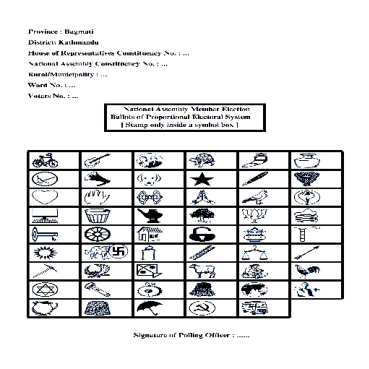 Province : Bagmati
District: Kathmandu
House of Representatives Constituency No. : ...
National Assembly Constituency No. : ...
Rural/Municipality : ...
Word No. : ...
Voters No. : ...
National Assembly Member Election
Ballots of Proportional Electoral System
[ Stamp only inside a symbol box ]
Signature of Polling Officer : ......